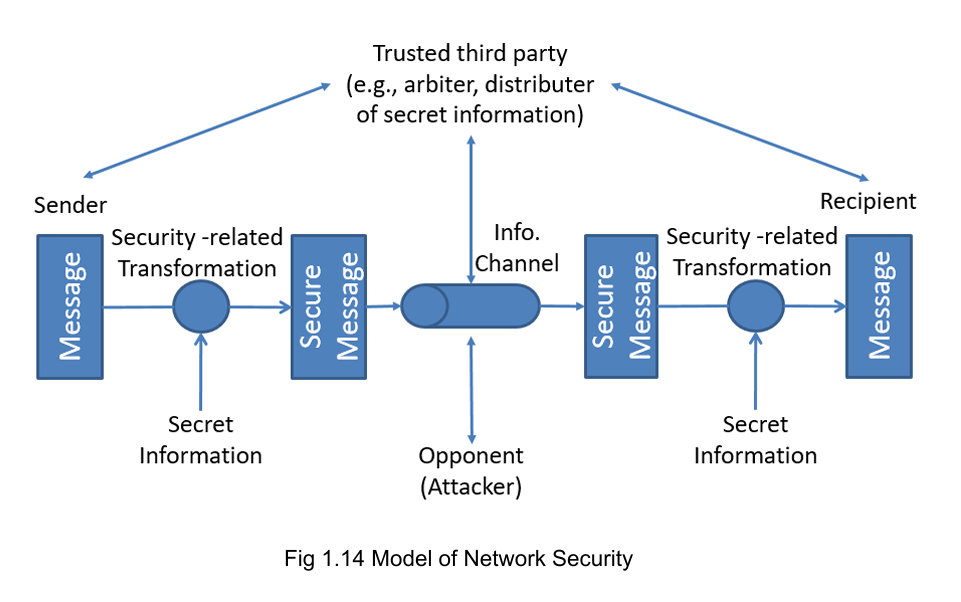 Trusted third party
(e.g., arbiter, distributer
of secret information)
Sender
Recipient
Message
Security -related
Transformation
Secure
Message
Info.
Channel
Secure
Message
Security -related
Transformation
Message
Secret
Information
Opponent
(Attacker)
Secret
Information
Fig 1.14 Model of Network Security